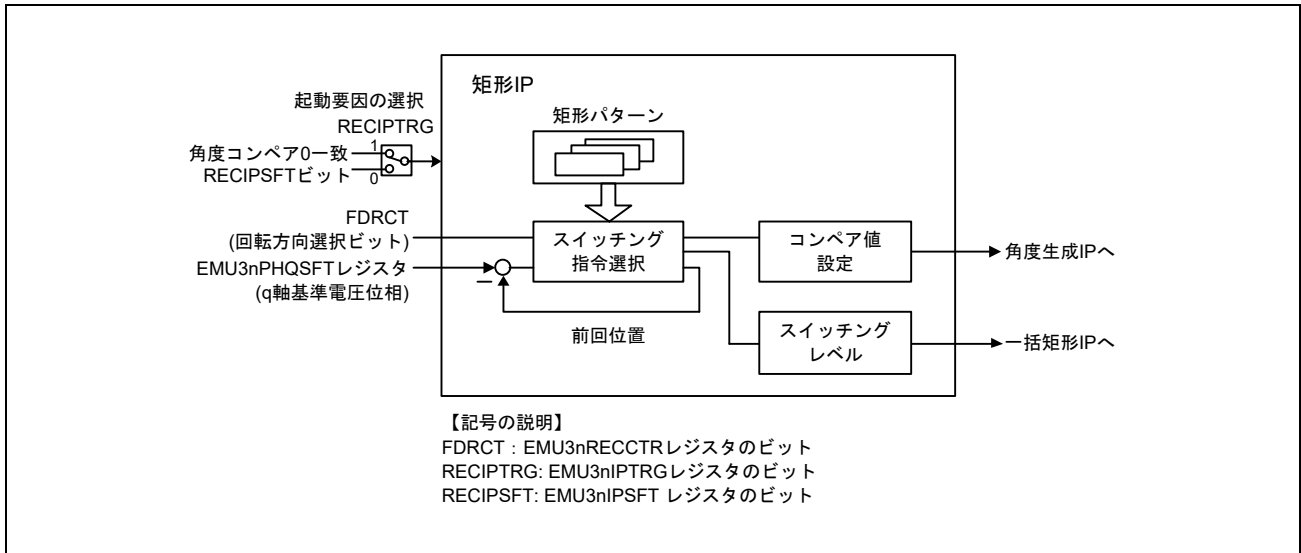 矩形IP
起動要因の選択
RECIPTRG
角度コンペア0一致
1
RECIPSFTビット
0
矩形パターン
FDRCT
(回転方向選択ビット)
EMU3nPHQSFTレジスタ
(q軸基準電圧位相)
−
スイッチング
指令選択
前回位置
コンペア値
設定
角度生成IPへ
スイッチング
レベル
一括矩形IPへ
【記号の説明】
FDRCT：EMU3nRECCTRレジスタのビット
RECIPTRG: EMU3nIPTRGレジスタのビット
RECIPSFT: EMU3nIPSFT レジスタのビット